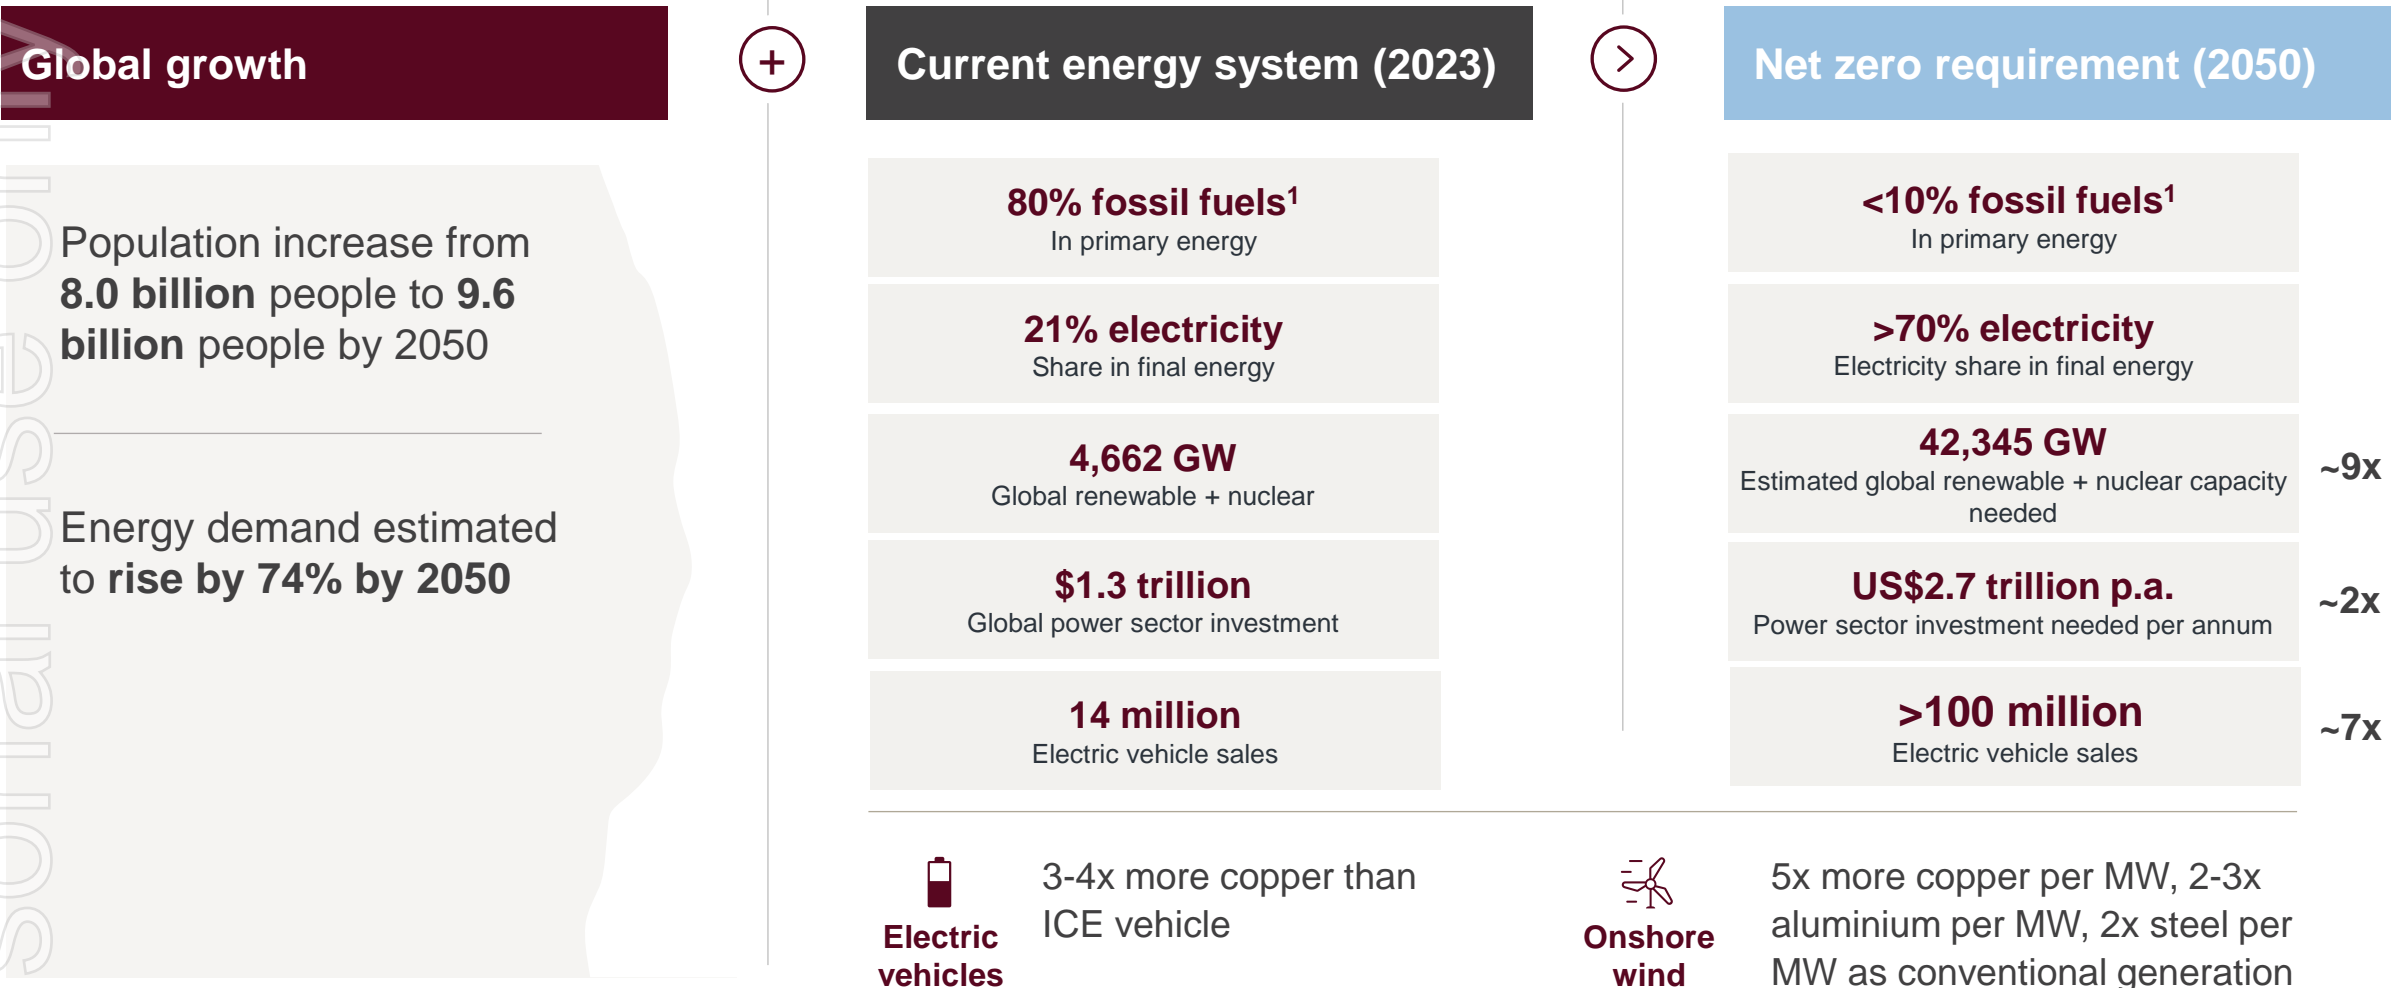 Global growth
Population increase from
8.0 billion people to 9.6
billion people by 2050
Energy demand estimated
to rise by 74% by 2050
+
Current energy system (2023)
80% fossil fuels¹
In primary energy
21% electricity
Share in final energy
4,662 GW
Global renewable + nuclear
$1.3 trillion
Global power sector investment
14 million
Electric vehicle sales
Net zero requirement (2050)
<10% fossil fuels¹
In primary energy
>70% electricity
Electricity share in final energy
42,345 GW
Estimated global renewable + nuclear capacity
needed
~9x
US$2.7 trillion p.a.
Power sector investment needed per annum
~2x
>100 million
Electric vehicle sales
~7x
Electric
vehicles
3-4x more copper than
ICE vehicle
Onshore
wind
5x more copper per MW, 2-3x
aluminium per MW, 2x steel per
MW as conventional generation
sonal use only